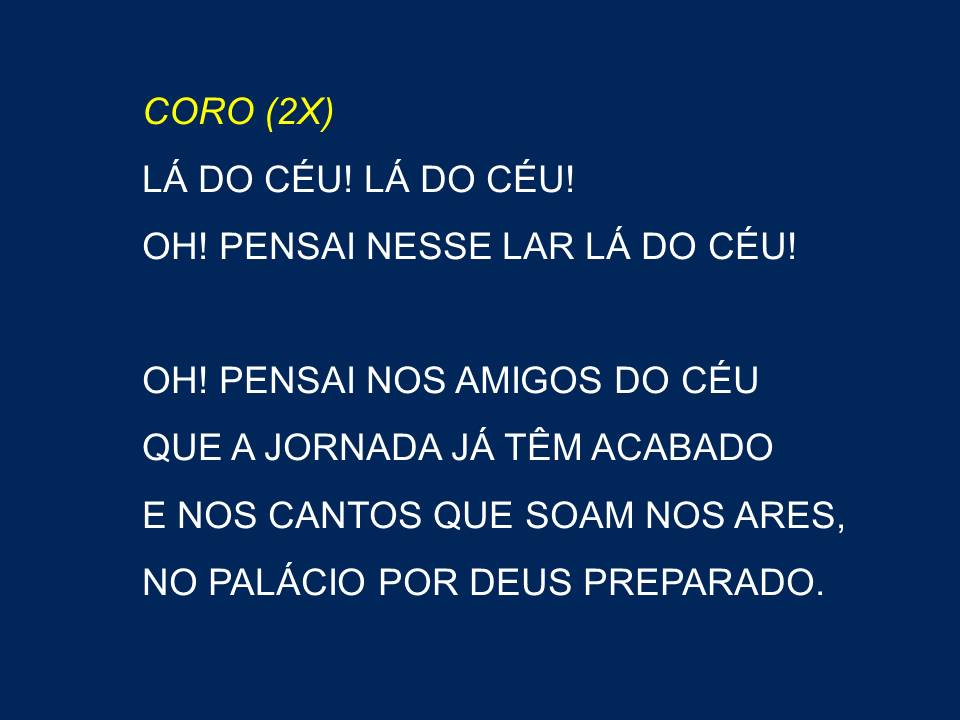 CORO (2X)
LÁ DO CÉU! LÁ DO CÉU!
OH! PENSAI NESSE LAR LÁ DO CÉU!
OH! PENSAI NOS AMIGOS DO CÉU
QUE A JORNADA JÁ TÊM ACABADO
E NOS CANTOS QUE SOAM NOS ARES,
NO PALÁCIO POR DEUS PREPARADO.